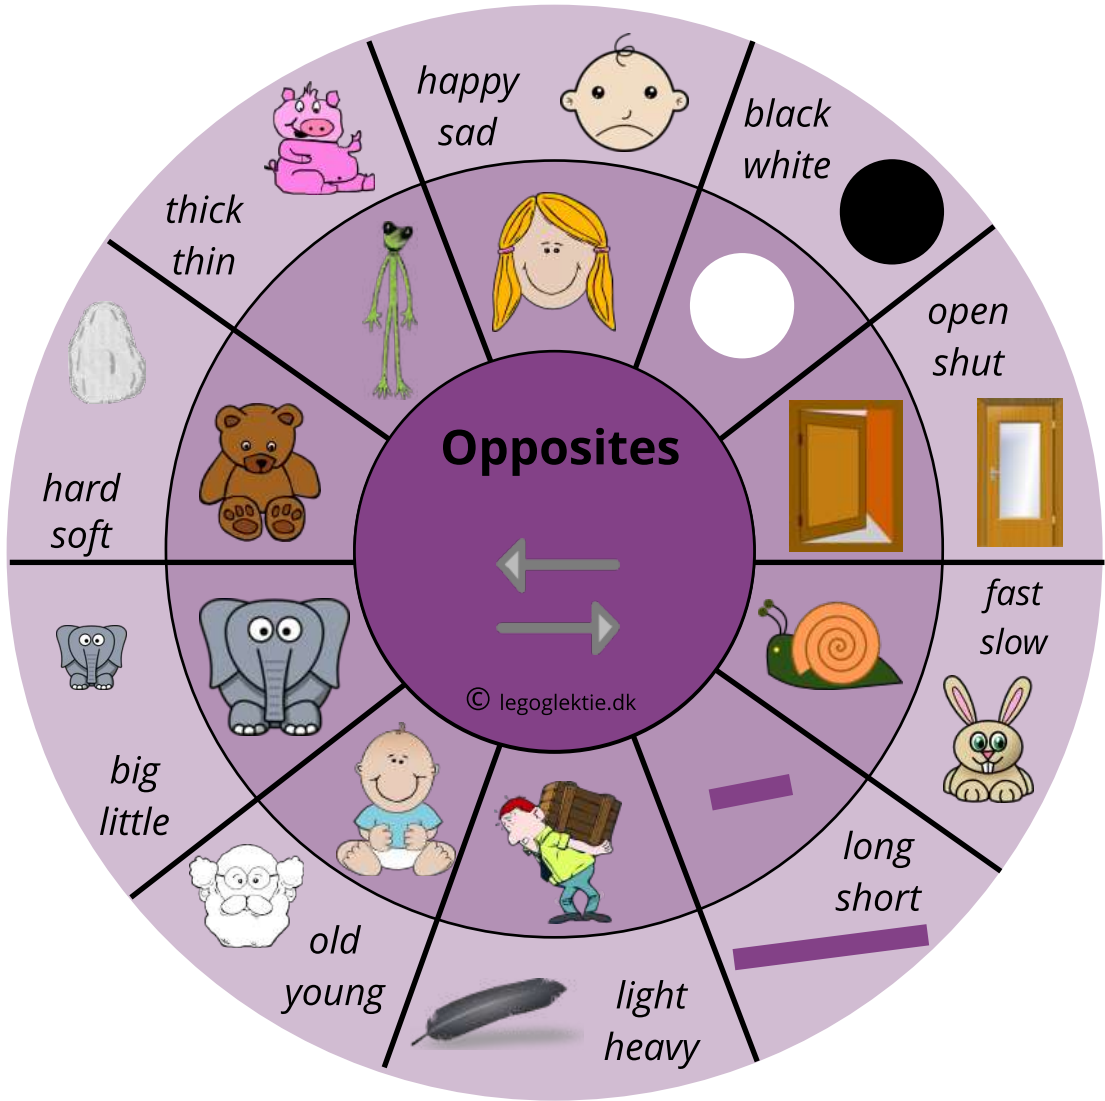 Opposites
© legoglektie.dk
happy
sad
black
white
open
shut
fast
slow
long
short
light
heavy
old
young
big
little
hard
soft
thick
thin